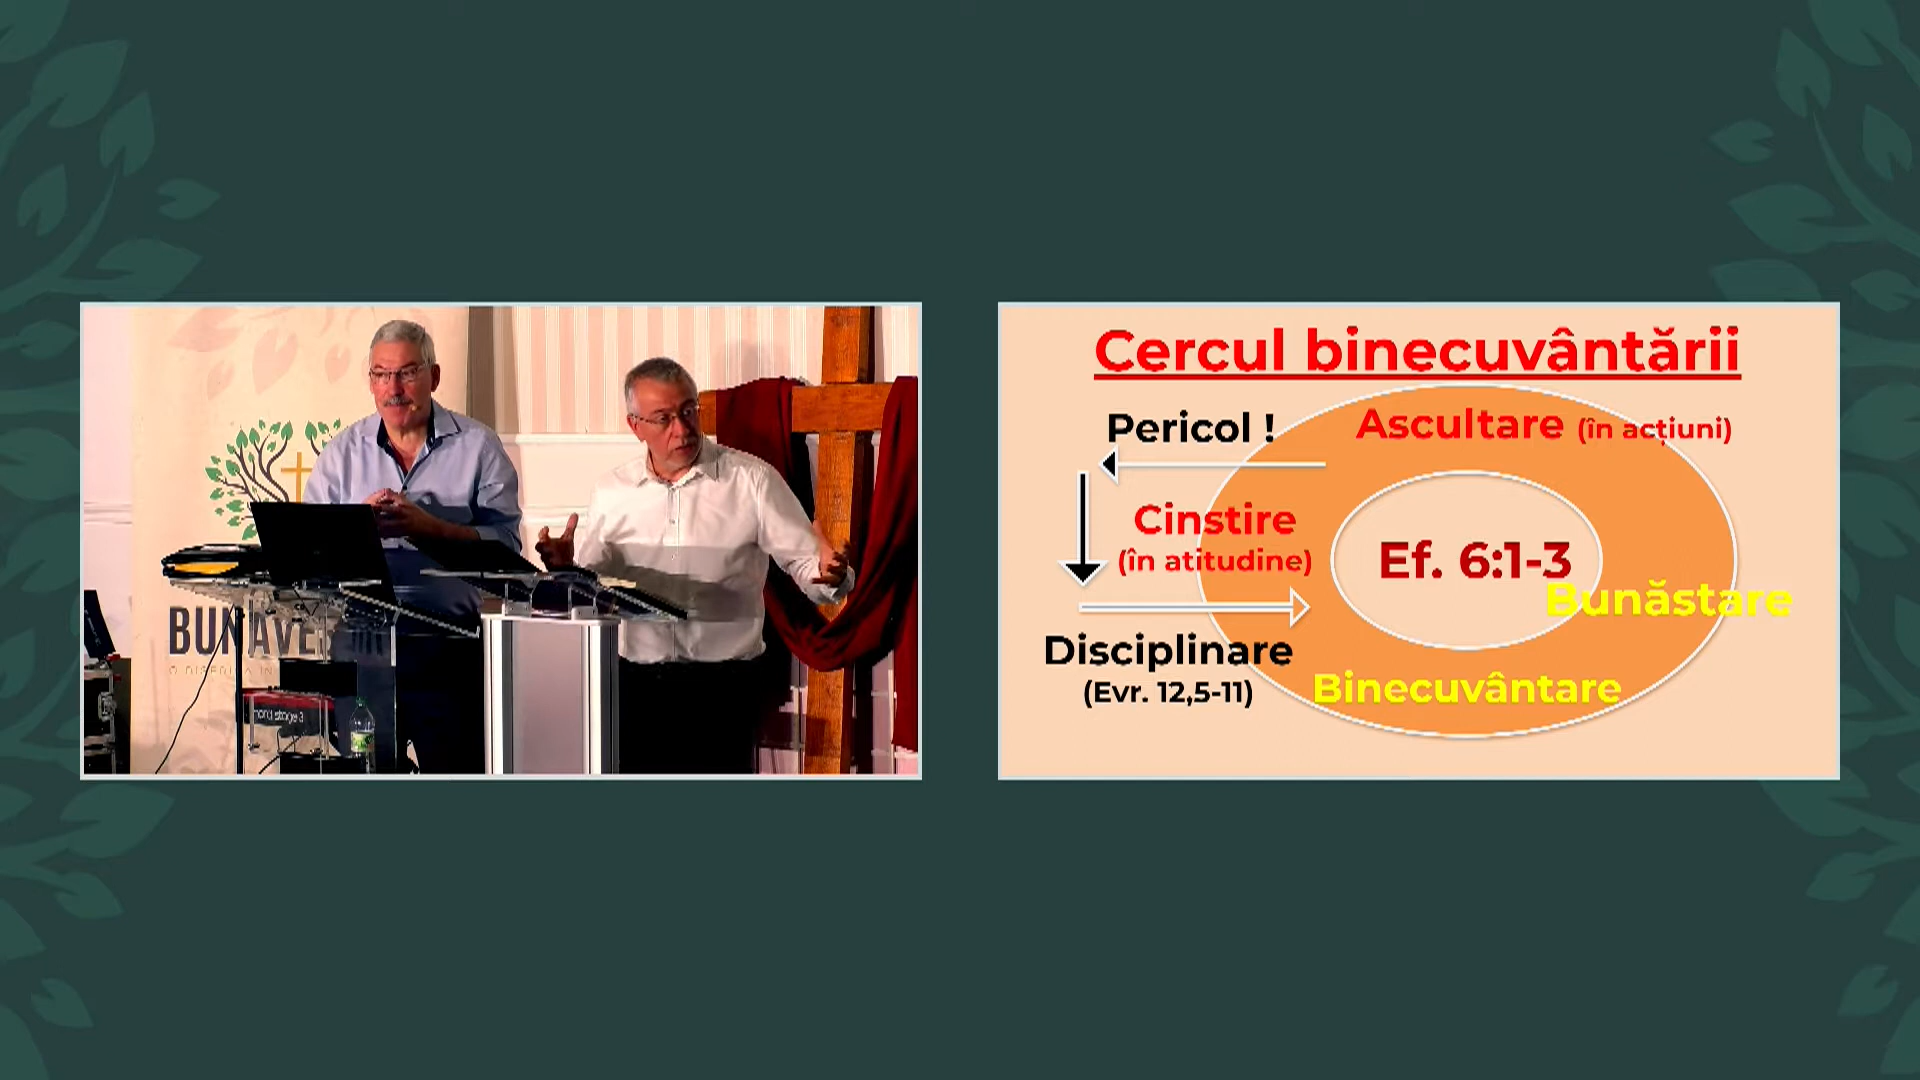 Cercul binecuvântării
Pericol !
Ascultare (în acțiuni)
Cinstire
(în atitudine)
Ef. 6:1-3
Bunăstare
Disciplinare
(Evr. 12,5-11)
Binecuvântare
nord stage 3